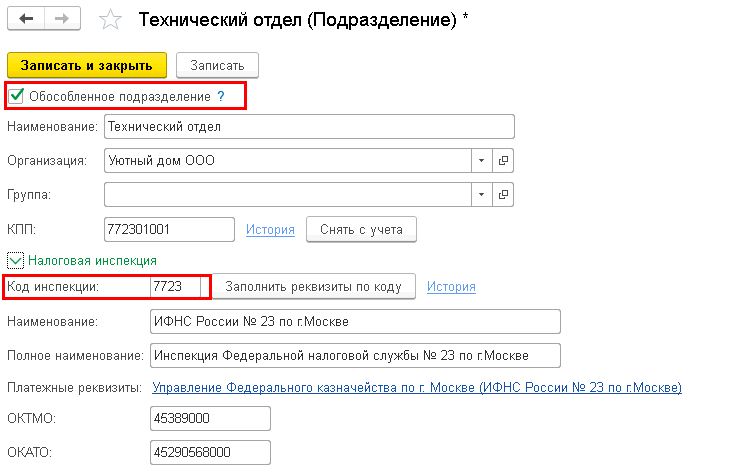 Технический отдел (Подразделение) *
Записать и закрыть Записать
Обособленное подразделение ?
Наименование: Технический отдел
Организация: Уютный дом ООО
Группа:
КПП: 772301001 История Снять с учета
Налоговая инспекция
Код инспекции: 7723 Заполнить реквизиты по коду История
Наименование: ИФНС России № 23 по г.Москве
Полное наименование: Инспекция Федеральной налоговой службы № 23 по г.Москве
Платежные реквизиты: Управление Федерального казначейства по г. Москве (ИФНС России № 23 по г.Москве)
ОКТМО: 45389000
ОКАТО: 45290568000